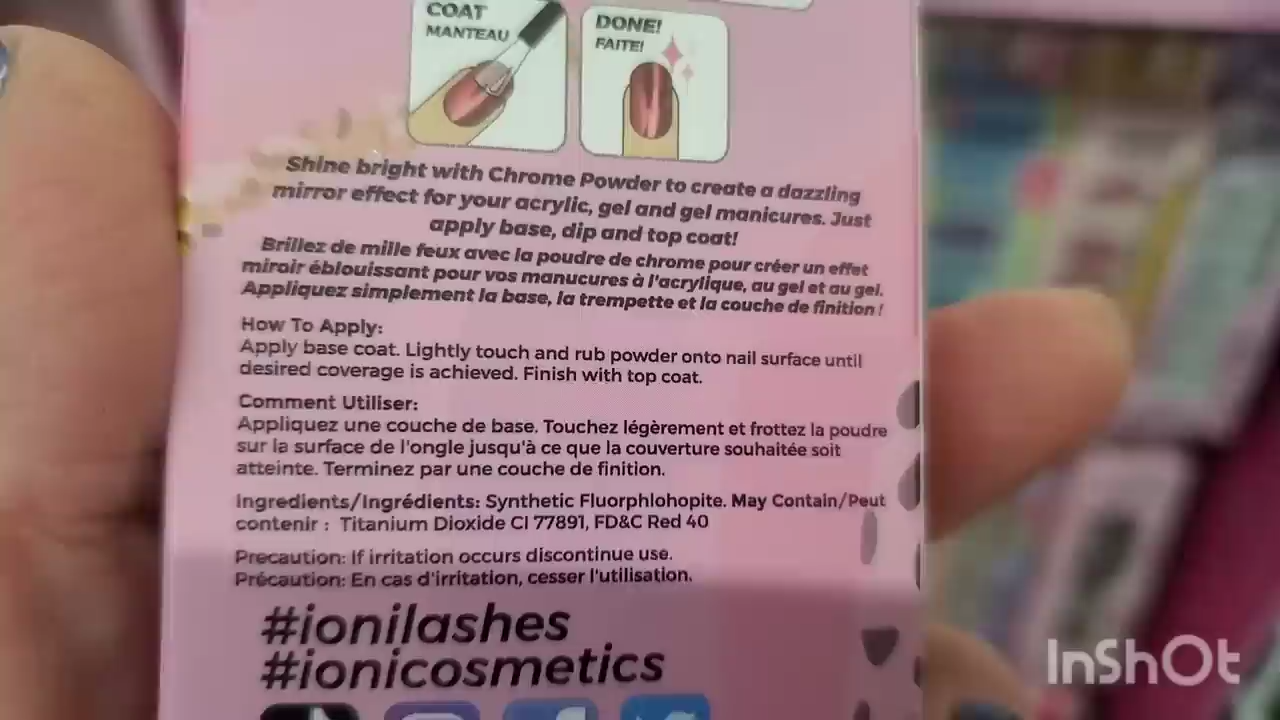 COAT
MANTEAU
DONE!
FAITE!
Shine bright with Chrome Powder to create a dazzling
mirror effect for your acrylic, gel and gel manicures. Just
apply base, dip and top coat!
Brillez de mille feux avec la poudre de chrome pour créer un effet
miroir éblouissant pour vos manucures à l'acrylique, au gel et au gel.
Appliquez simplement la base, la trempette et la couche de finition !
How To Apply:
Apply base coat. Lightly touch and rub powder onto nail surface until
desired coverage is achieved. Finish with top coat.
Comment Utiliser:
Appliquez une couche de base. Touchez légèrement et frottez la poudre
sur la surface de l'ongle jusqu'à ce que la couverture souhaitée soit
atteinte. Terminez par une couche de finition.
Ingredients/Ingrédients: Synthetic Fluorphlohopite. May Contain/Peut
contenir : Titanium Dioxide CI 77891, FD&C Red 40
Precaution: If irritation occurs discontinue use.
Précaution: En cas d'irritation, cesser l'utilisation.
#ionilashes
#ionicosmetics
InShOt